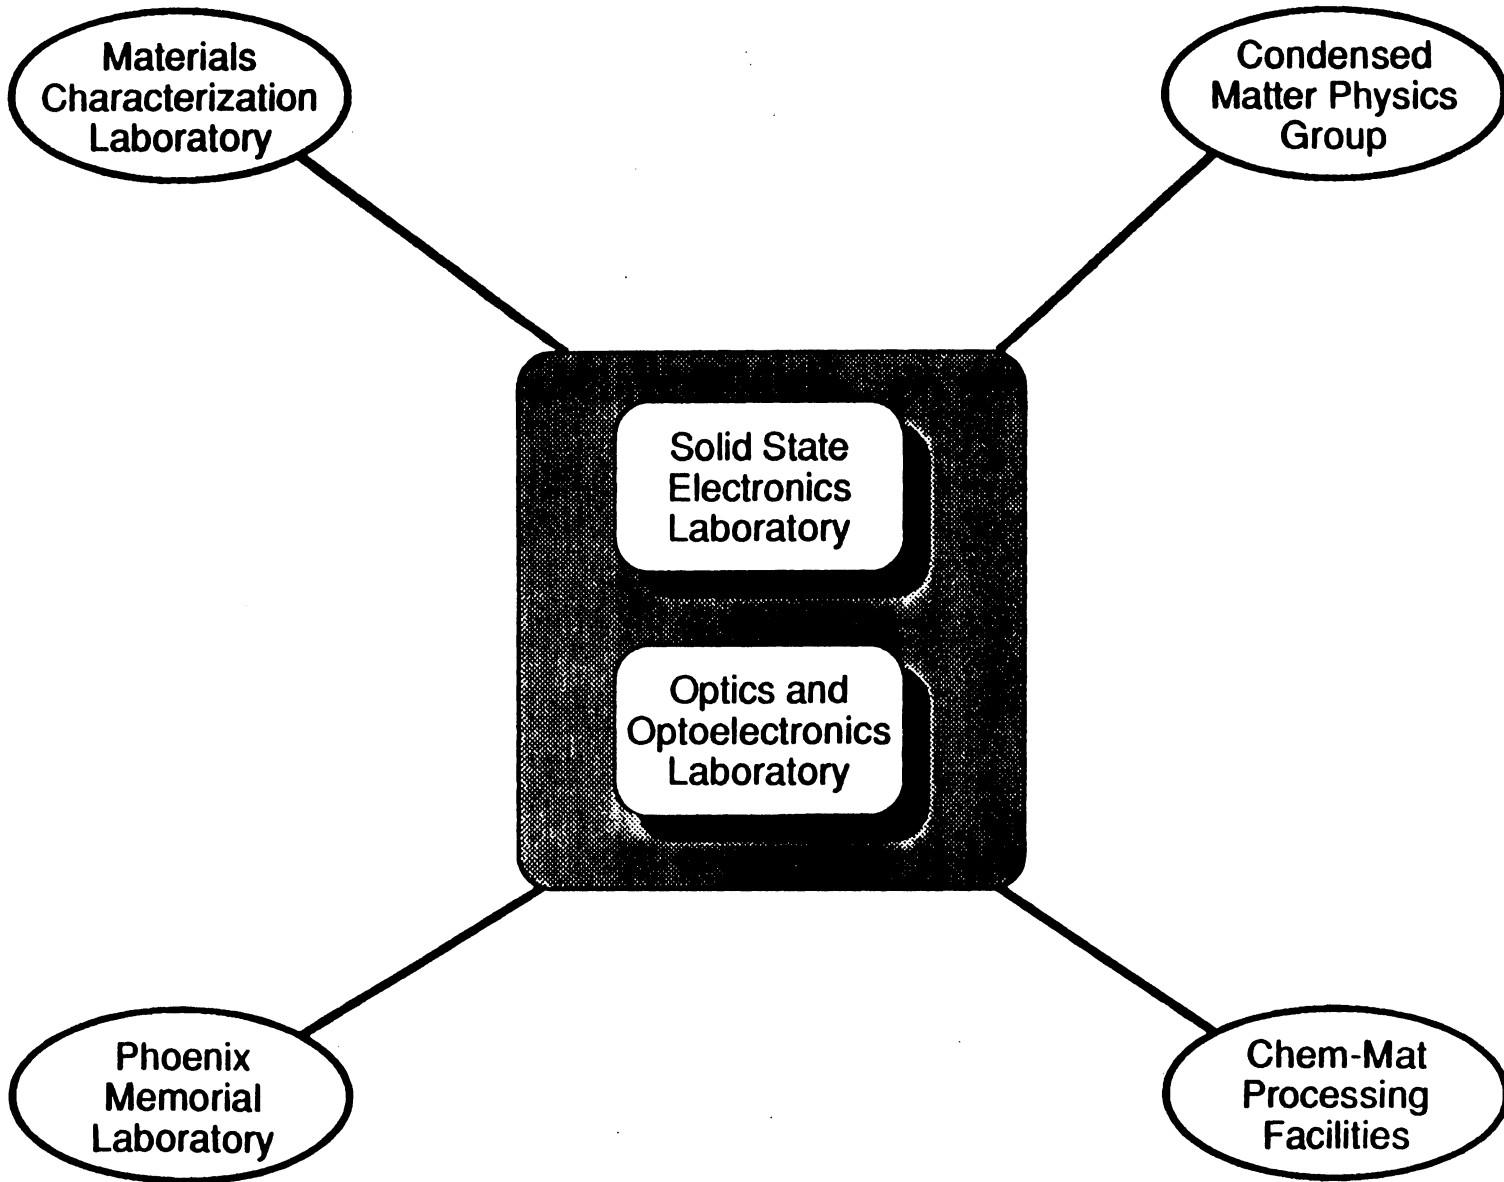 Materials
Characterization
Laboratory
Condensed
Matter Physics
Group
Solid State
Electronics
Laboratory
Optics and
Optoelectronics
Laboratory
Phoenix
Memorial
Laboratory
Chem-Mat
Processing
Facilities